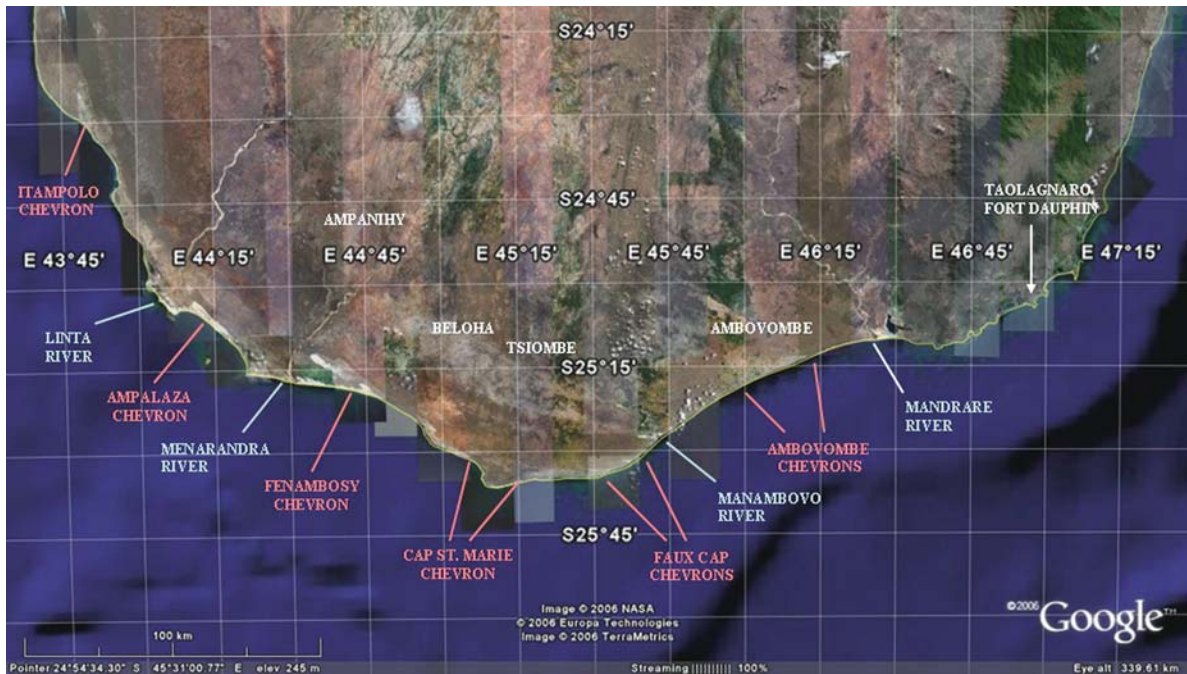 S24°15'
ITAMPOLO
CHEVRON
AMPANIHY
S24°45'
TAOLAGNARO
FORT DAUPHIN
E 43°45'
E 44°15'
E 44°45'
E 45°15'
E 45°45'
E 46°15'
E 46°45'
E 47°15'
LINTA
RIVER
BELOHA
TSIOMBE
AMBOVOMBE
S25°15'
AMPALAZA
CHEVRON
MENARANDRA
RIVER
FENAMBOSY
CHEVRON
MANDRARE
RIVER
AMBOVOMBE
CHEVRONS
MANAMBOVO
RIVER
S25°45'
CAP ST. MARIE
CHEVRON
FAUX CAP
CHEVRONS
Image © 2006 NASA
© 2006 Europa Technologies
Image © 2006 TerraMetrics
©2006 Google™
100 km
Pointer 24°54'34.30" S 45°31'00.77" E elev 245 m
Streaming |||||||||| 100%
Eye alt 339.61 km